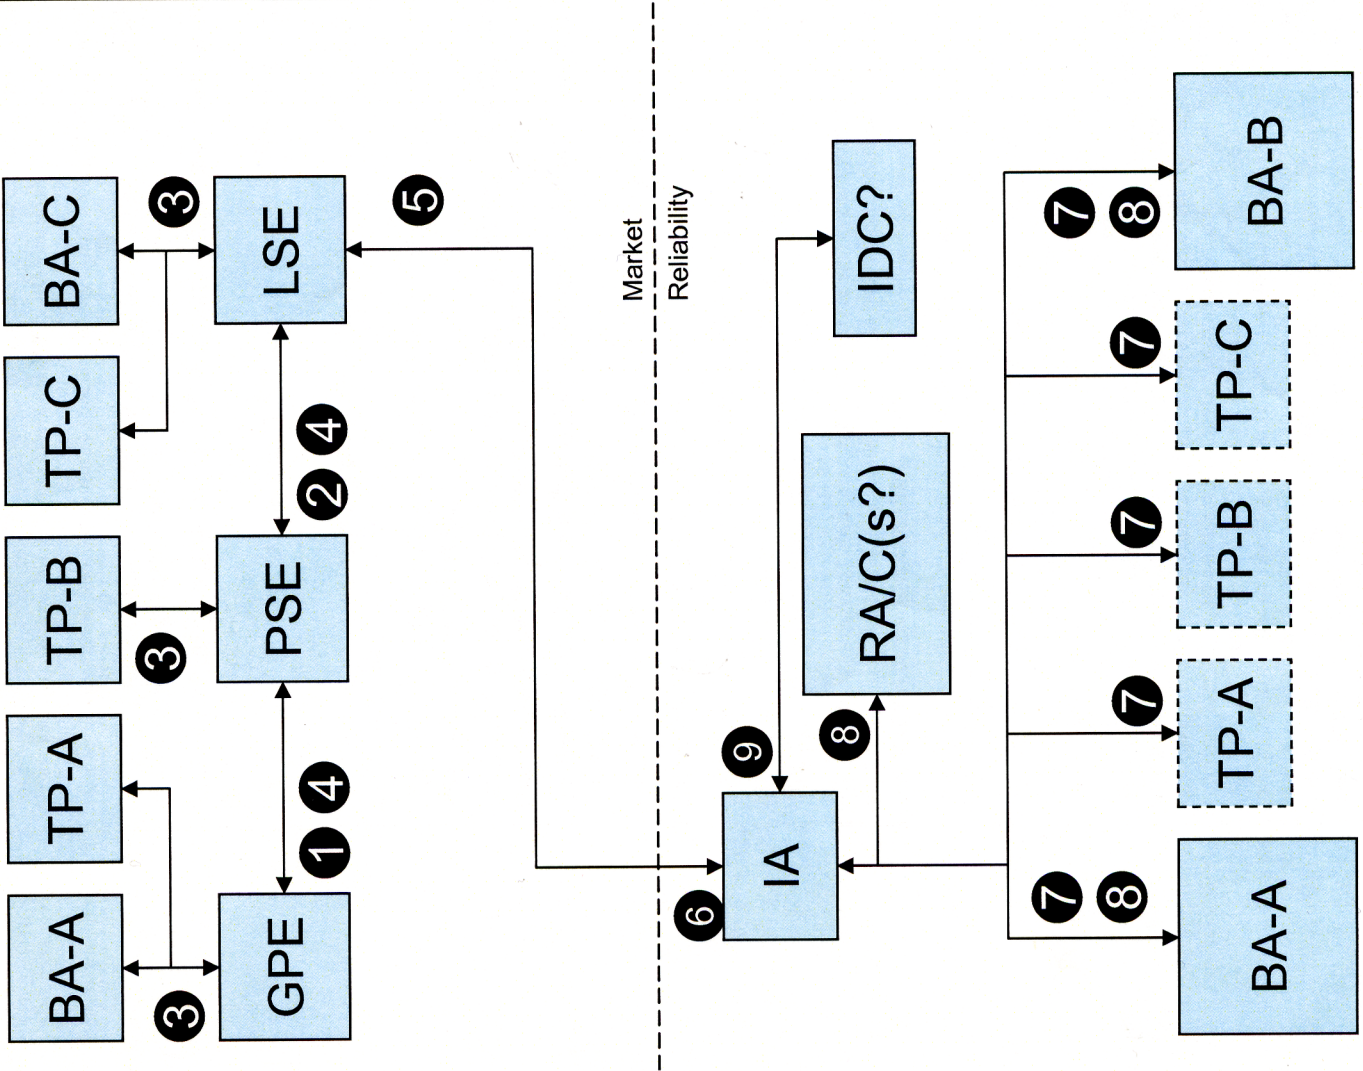 BA-A
TP-A
TP-B
TP-C
BA-C
3
3
3
GPE
PSE
LSE
1 4
2 4
5
Market
Reliability
6
9
IA
8
RA/C(s?)
IDC?
7
8
7
7
7
7
8
BA-A
TP-A
TP-B
TP-C
BA-B